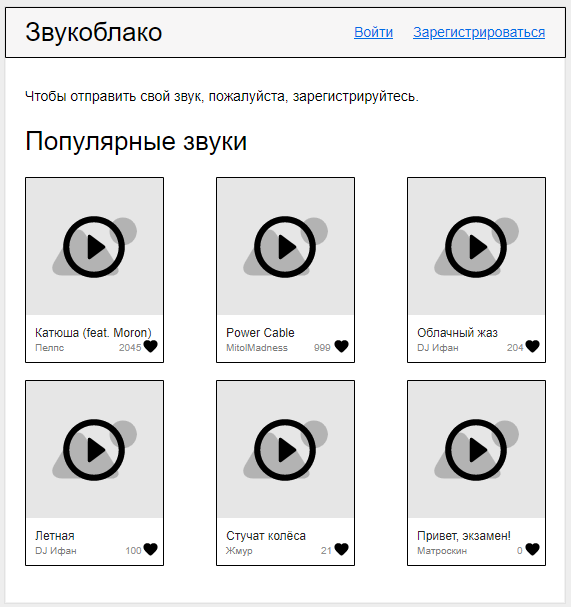 Звукоблако Войти Зарегистрироваться
Чтобы отправить свой звук, пожалуйста, зарегистрируйтесь.
Популярные звуки
Катюша (feat. Moron)
Пелпс 2045
Power Cable
MitolMadness 999
Облачный жаз
DJ Ифан 204
Летная
DJ Ифан 100
Стучат колёса
Жмур 21
Привет, экзамен!
Матроскин 0